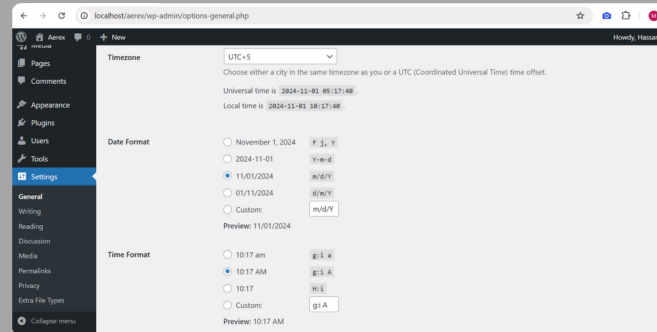 localhost/aerex/wp-admin/options-general.php
Aerex 0 + New Howdy, Hassan
Media
Pages
Comments
Appearance
Plugins
Users
Tools
Settings
General
Writing
Reading
Discussion
Media
Permalinks
Privacy
Extra File Types
Collapse menu
Timezone UTC+5
Choose either a city in the same timezone as you or a UTC (Coordinated Universal Time) time offset.
Universal time is 2024-11-01 05:17:40 .
Local time is 2024-11-01 10:17:40 .
Date Format November 1, 2024 F j, Y
2024-11-01 Y-m-d
11/01/2024 m/d/Y
01/11/2024 d/m/Y
Custom: m/d/Y
Preview: 11/01/2024
Time Format 10:17 am g:i a
10:17 AM g:i A
10:17 H:i
Custom: g:i A
Preview: 10:17 AM